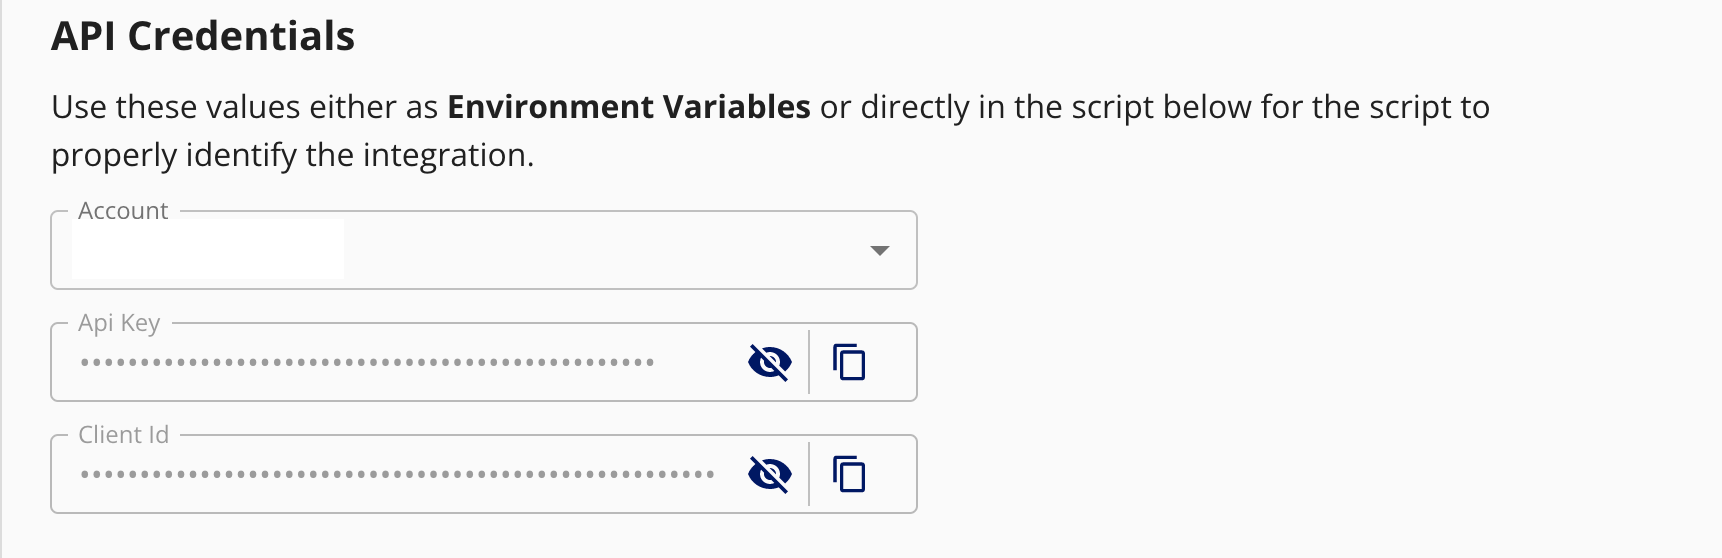 API Credentials
Use these values either as Environment Variables or directly in the script below for the script to
properly identify the integration.
Account
Api Key
••••••••••••••••••••••••••••••••••••••••••••••••
Client Id
•••••••••••••••••••••••••••••••••••••••••••••••••••••